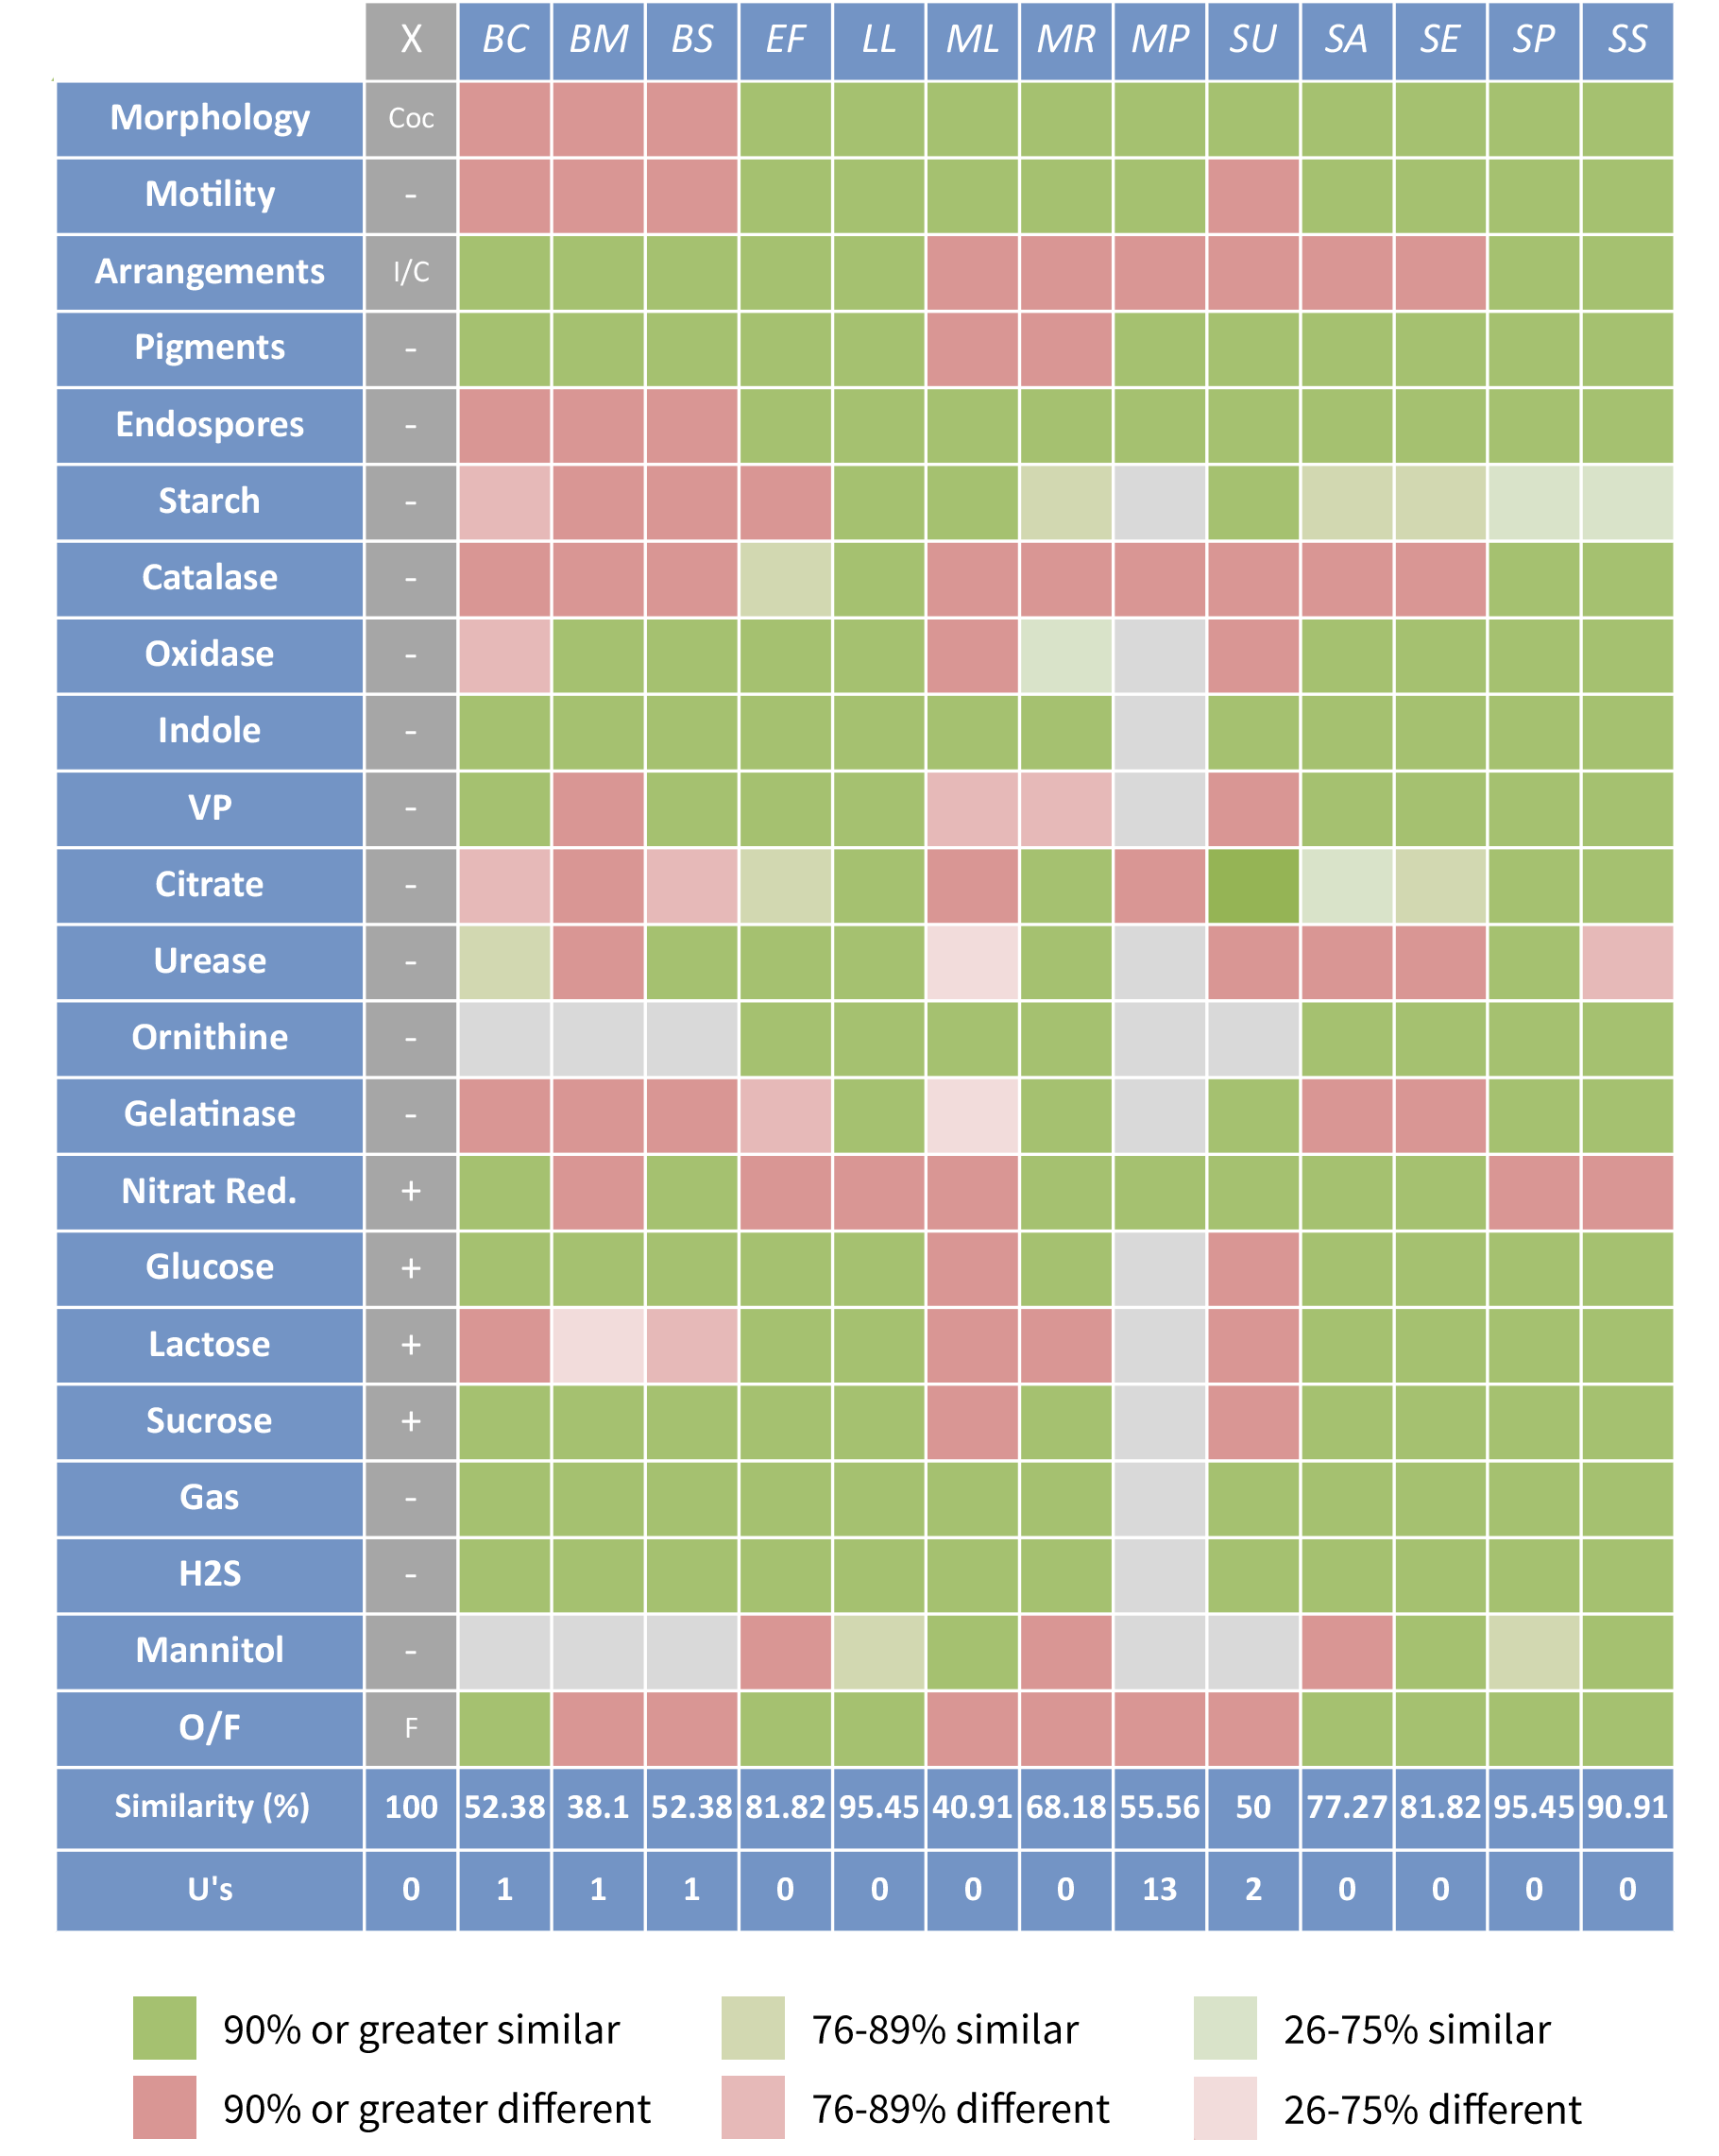 X BC BM BS EF LL ML MR MP SU SA SE SP SS
Morphology Coc
Motility -
Arrangements I/C
Pigments -
Endospores -
Starch -
Catalase -
Oxidase -
Indole -
VP -
Citrate -
Urease -
Ornithine -
Gelatinase -
Nitrat Red. +
Glucose +
Lactose +
Sucrose +
Gas -
H2S -
Mannitol -
O/F F
Similarity (%) 100 52.38 38.1 52.38 81.82 95.45 40.91 68.18 55.56 50 77.27 81.82 95.45 90.91
U's 0 1 1 1 0 0 0 0 13 2 0 0 0 0
90% or greater similar 76-89% similar 26-75% similar
90% or greater different 76-89% different 26-75% different